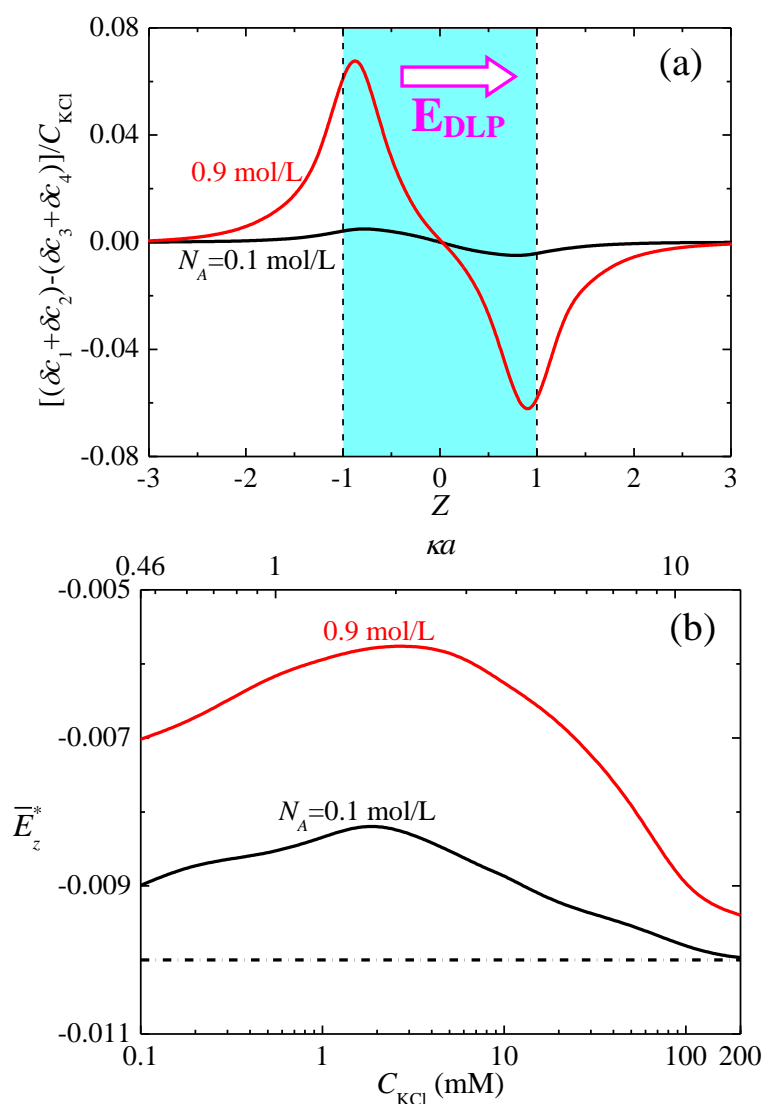 (a)
E_DLP
0.9 mol/L
N_A=0.1 mol/L
[(δc_1+δc_2)-(δc_3+δc_4)]/C_KCl
0.08
0.04
0.00
-0.04
-0.08
-3 -2 -1 0 1 2 3
Z
κa
0.46 1 10
(b)
0.9 mol/L
N_A=0.1 mol/L
Ē_z^*
-0.005
-0.007
-0.009
-0.011
0.1 1 10 100 200
C_KCl (mM)